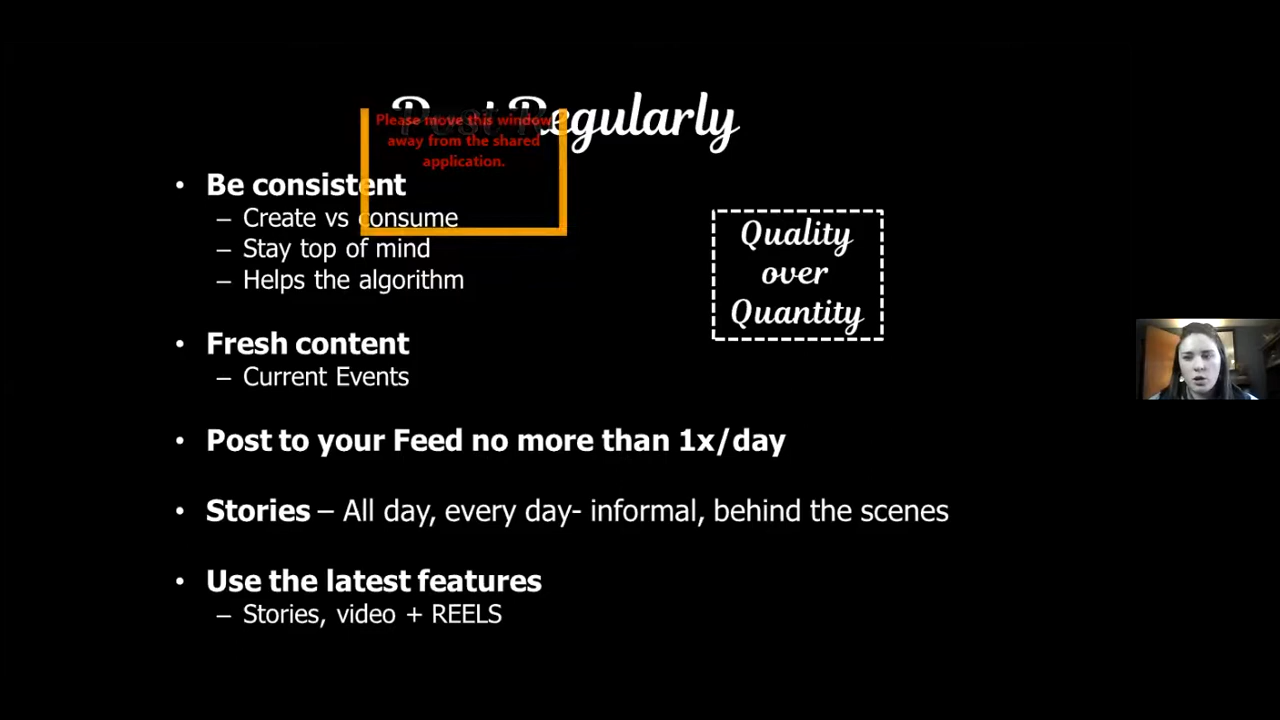 Post Regularly
Please move this window
away from the shared
application.
• Be consistent
– Create vs consume
– Stay top of mind
– Helps the algorithm
Quality
over
Quantity
• Fresh content
– Current Events
• Post to your Feed no more than 1x/day
• Stories – All day, every day- informal, behind the scenes
• Use the latest features
– Stories, video + REELS